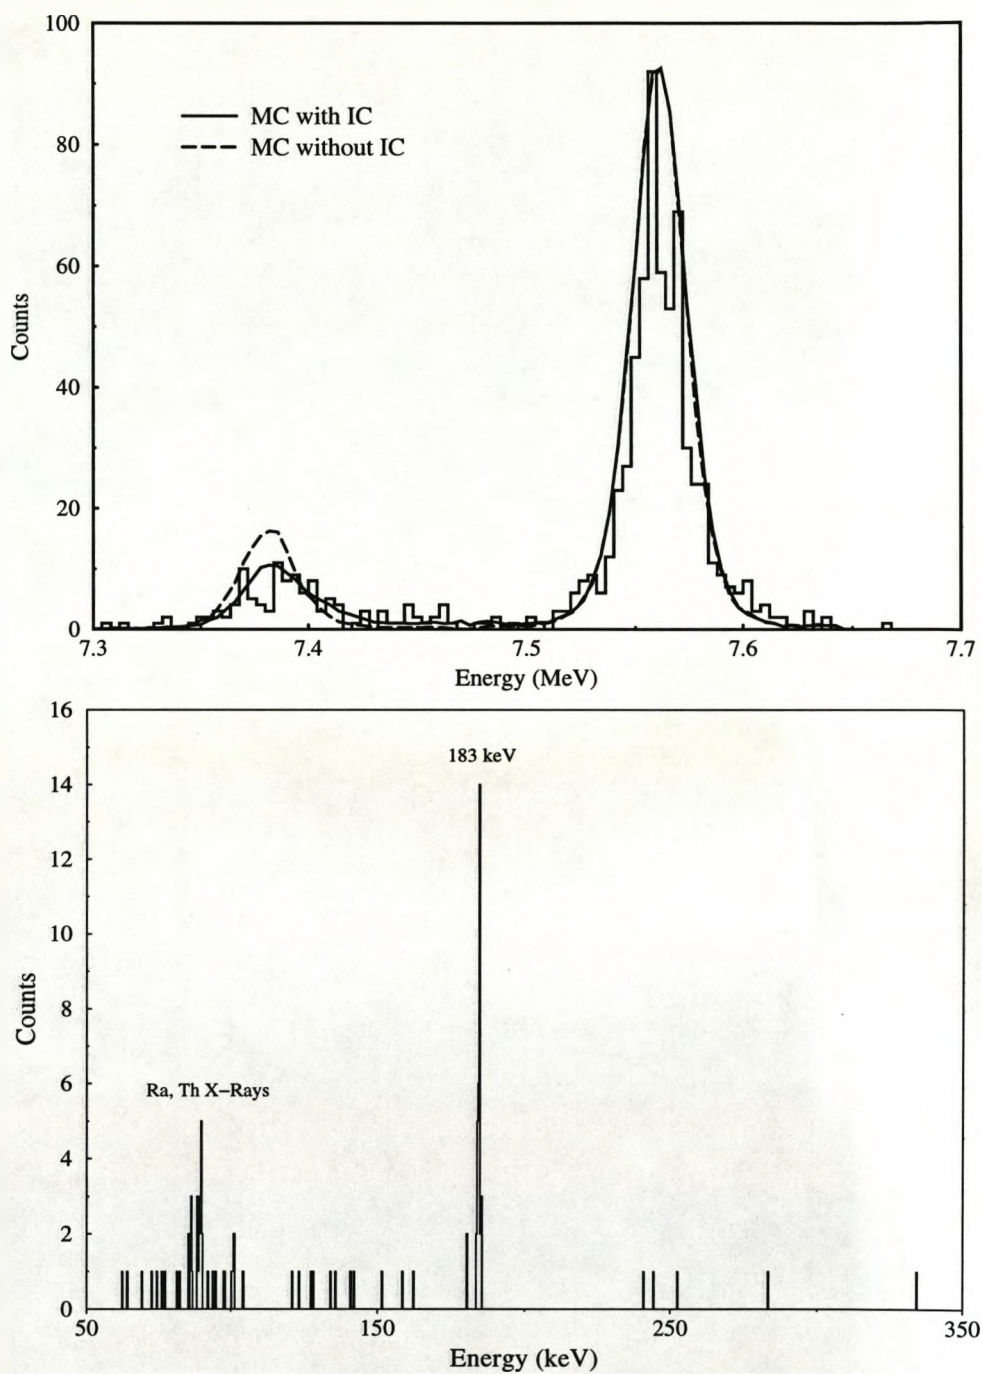 100
80
60
40
20
0
Counts
MC with IC
MC without IC
7.3 7.4 7.5 7.6 7.7
Energy (MeV)
16
14
12
10
8
6
4
2
0
Counts
183 keV
Ra, Th X–Rays
50 150 250 350
Energy (keV)